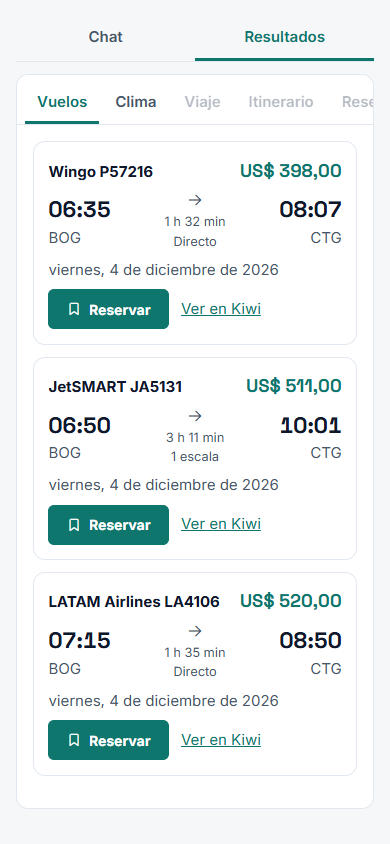 Chat
Resultados
Vuelos
Clima
Viaje
Itinerario
Rese
Wingo P57216
US$ 398,00
06:35
→
08:07
1 h 32 min
BOG
Directo
CTG
viernes, 4 de diciembre de 2026
Reservar
Ver en Kiwi
JetSMART JA5131
US$ 511,00
06:50
→
10:01
3 h 11 min
BOG
1 escala
CTG
viernes, 4 de diciembre de 2026
Reservar
Ver en Kiwi
LATAM Airlines LA4106
US$ 520,00
07:15
→
08:50
1 h 35 min
BOG
Directo
CTG
viernes, 4 de diciembre de 2026
Reservar
Ver en Kiwi